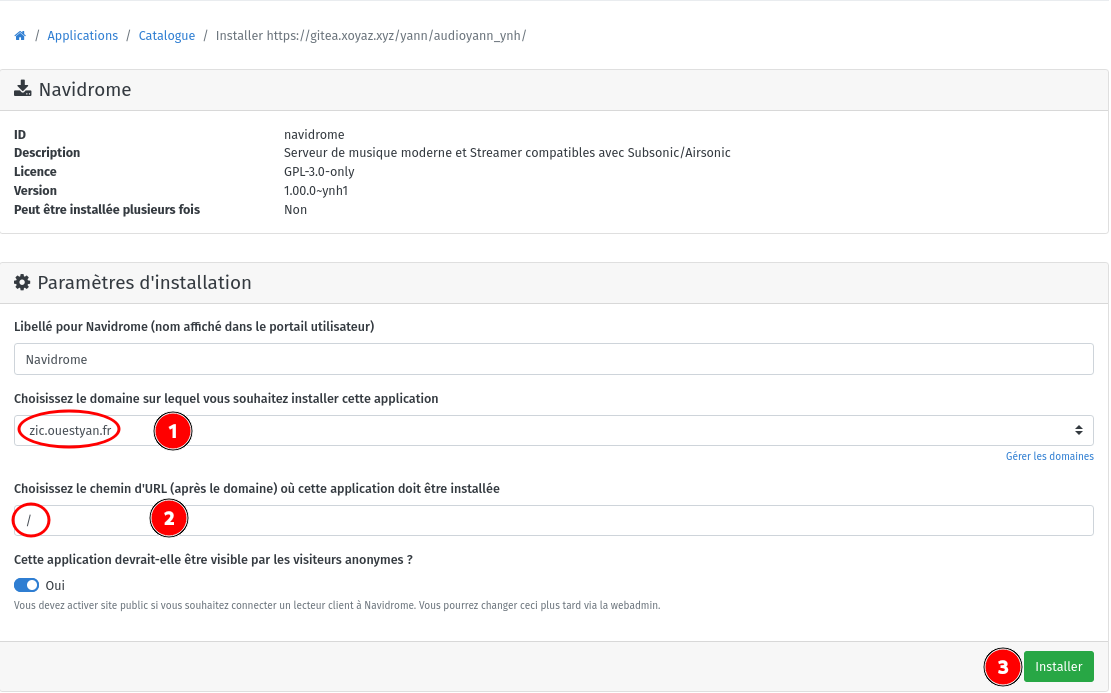 / Applications / Catalogue / Installer https://gitea.xoyaz.xyz/yann/audioyann_ynh/
Navidrome
ID navidrome
Description Serveur de musique moderne et Streamer compatibles avec Subsonic/Airsonic
Licence GPL-3.0-only
Version 1.00.0~ynh1
Peut être installée plusieurs fois Non
Paramètres d'installation
Libellé pour Navidrome (nom affiché dans le portail utilisateur)
Navidrome
Choisissez le domaine sur lequel vous souhaitez installer cette application
zic.ouestyan.fr 1
Gérer les domaines
Choisissez le chemin d'URL (après le domaine) où cette application doit être installée
/ 2
Cette application devrait-elle être visible par les visiteurs anonymes ?
Oui
Vous devez activer site public si vous souhaitez connecter un lecteur client à Navidrome. Vous pourrez changer ceci plus tard via la webadmin.
3 Installer